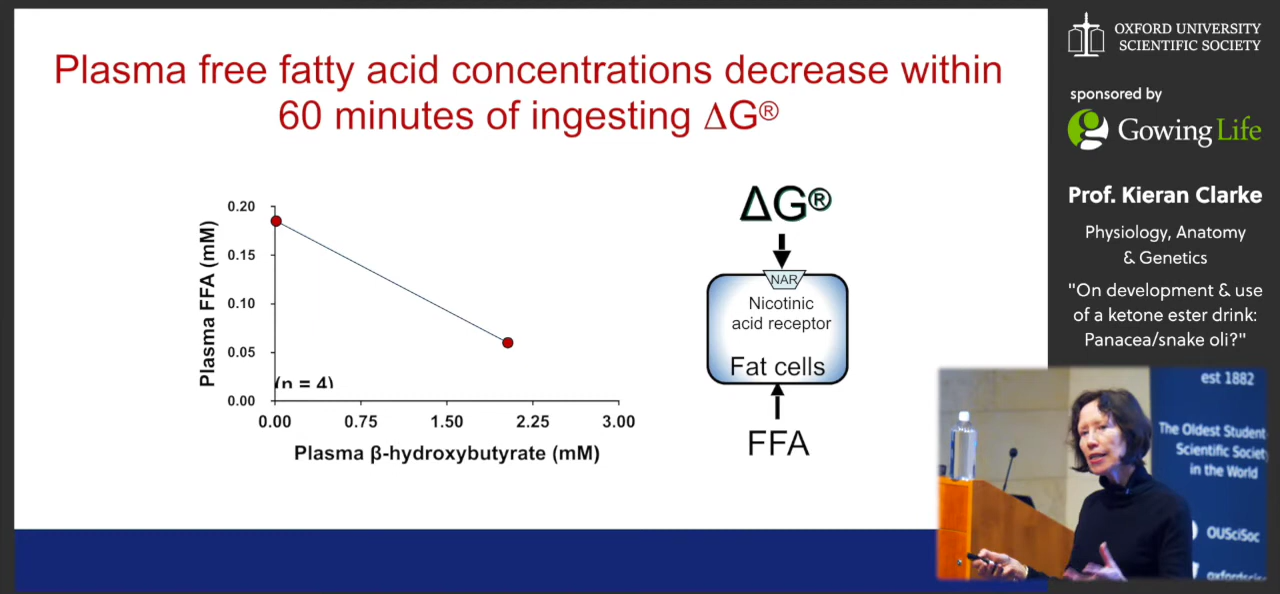 Plasma free fatty acid concentrations decrease within
60 minutes of ingesting ΔG®
0.20
0.15
0.10
0.05
0.00
Plasma FFA (mM)
(n = 4)
0.00 0.75 1.50 2.25 3.00
Plasma β-hydroxybutyrate (mM)
ΔG®
NAR
Nicotinic
acid receptor
Fat cells
FFA
OXFORD UNIVERSITY
SCIENTIFIC SOCIETY
sponsored by
Gowing Life
Prof. Kieran Clarke
Physiology, Anatomy
& Genetics
"On development & use
of a ketone ester drink:
Panacea/snake oli?"
est 1882
The Oldest Student
Scientific Societ
in the World
OUSciSoc